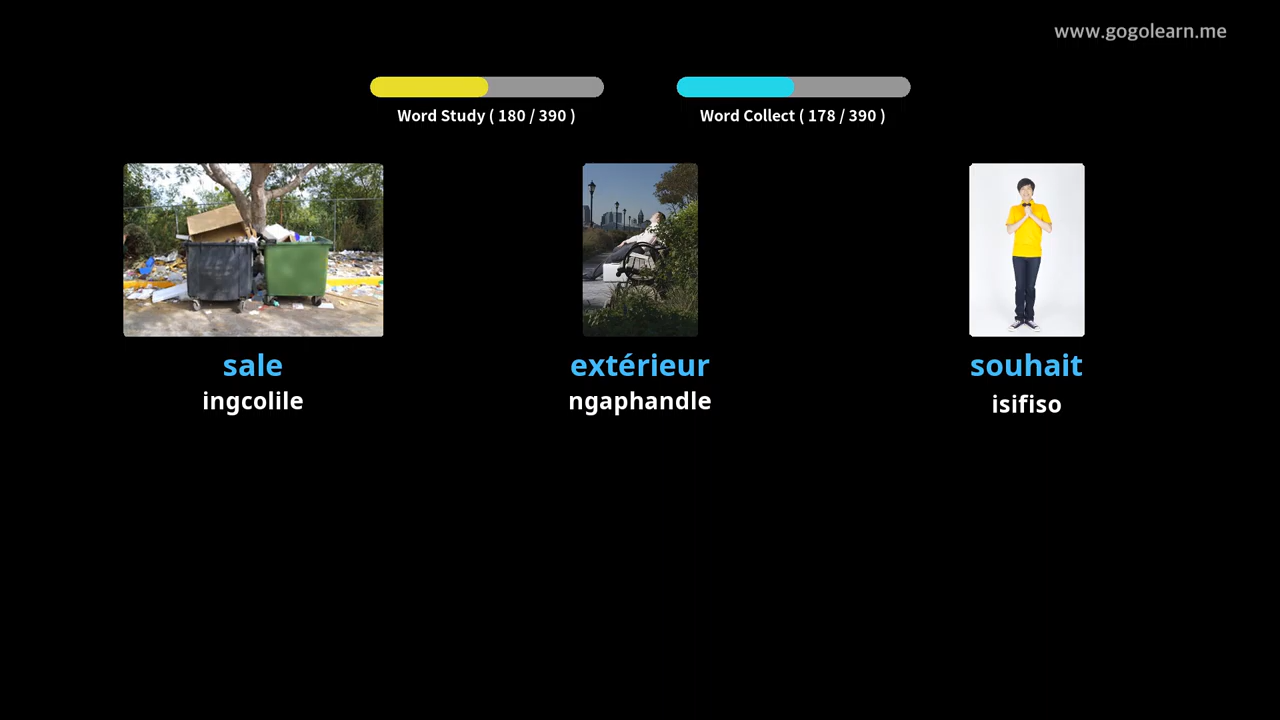 www.gogolearn.me
Word Study ( 180 / 390 )
Word Collect ( 178 / 390 )
sale
extérieur
souhait
ingcolile
ngaphandle
isifiso